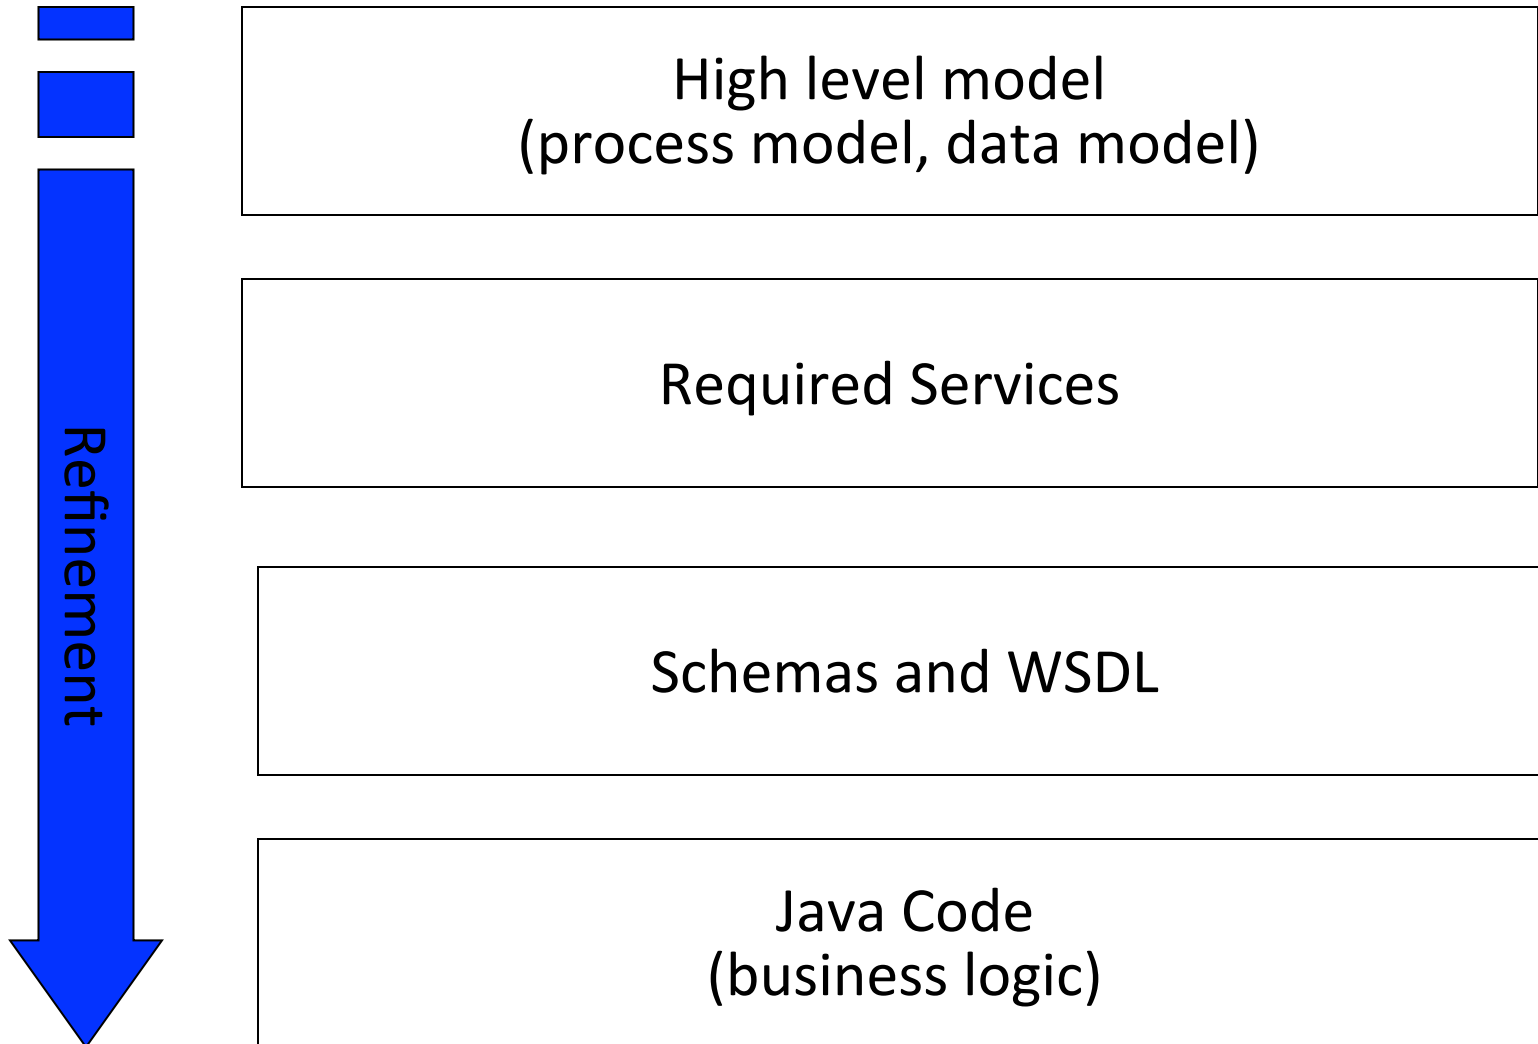 High level model
(process model, data model)
Required Services
Refinement
Schemas and WSDL
Java Code
(business logic)